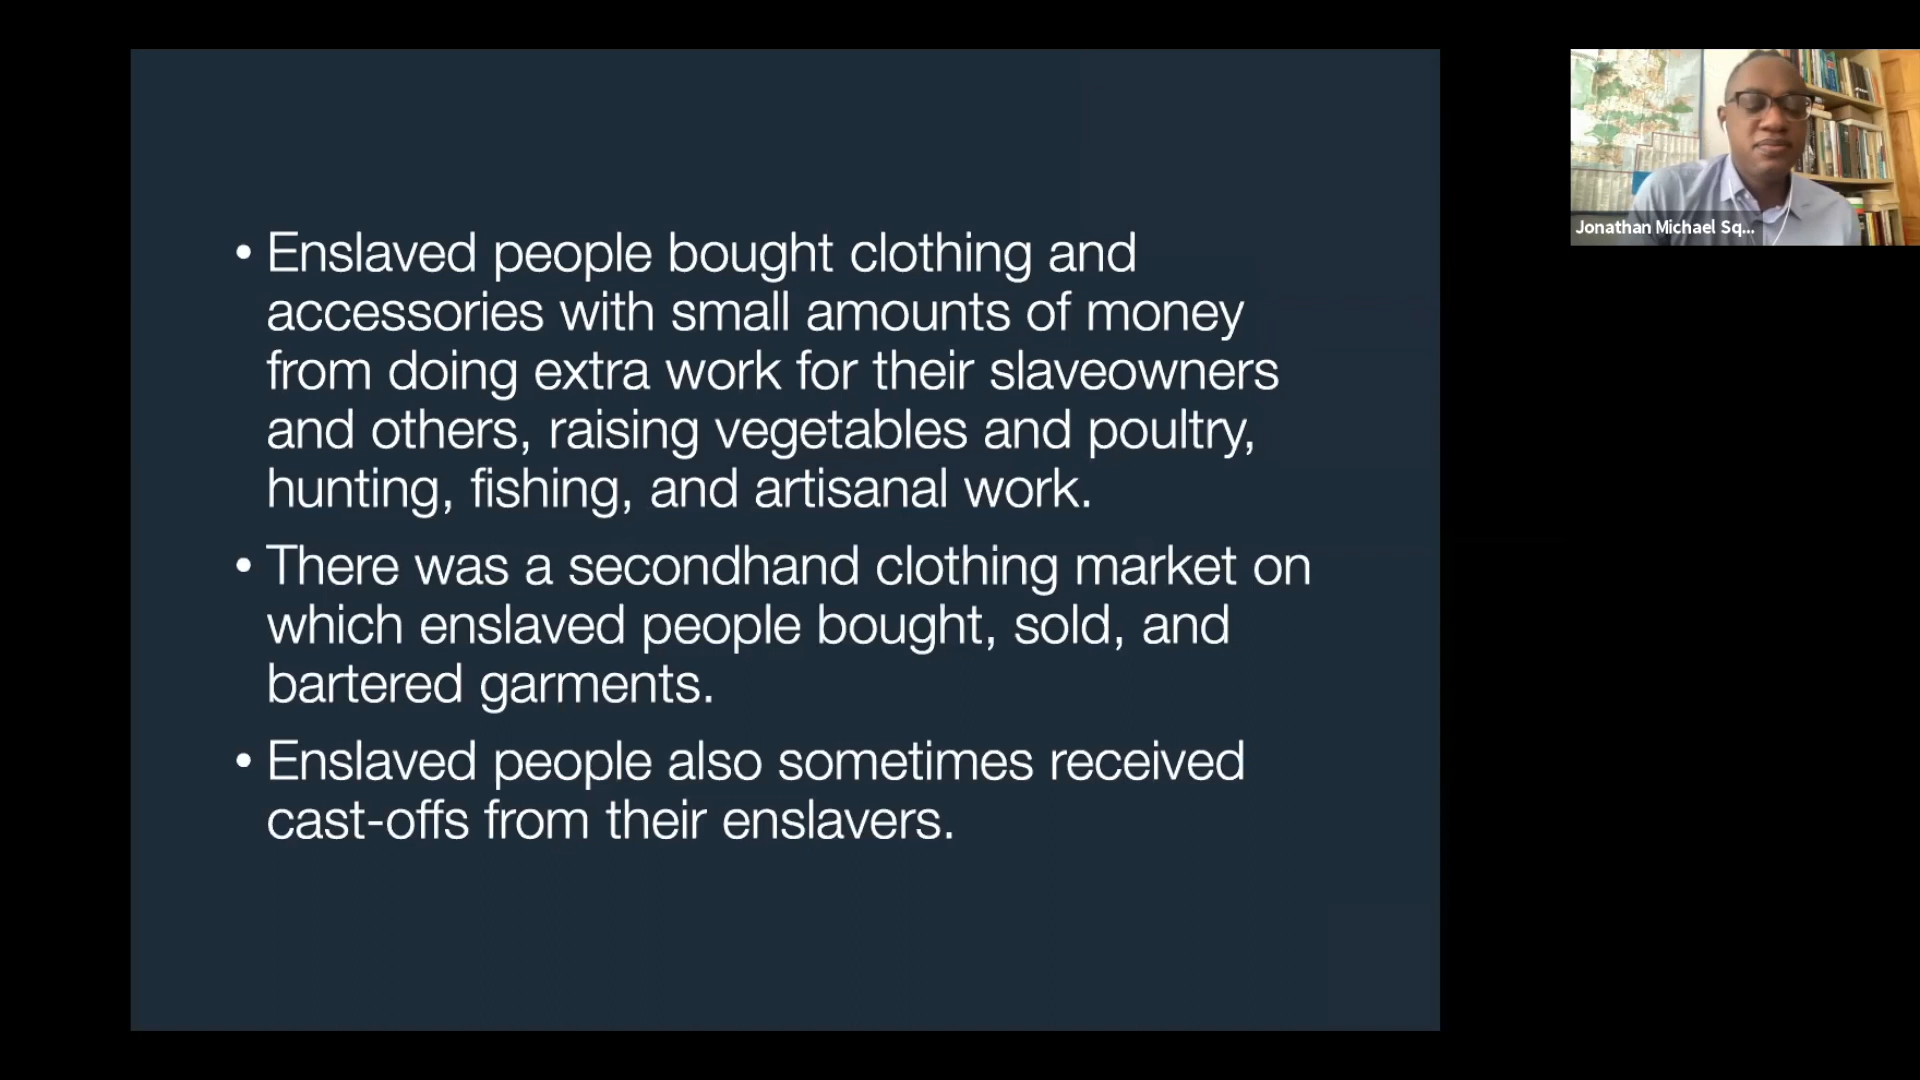 • Enslaved people bought clothing and
accessories with small amounts of money
from doing extra work for their slaveowners
and others, raising vegetables and poultry,
hunting, fishing, and artisanal work.
• There was a secondhand clothing market on
which enslaved people bought, sold, and
bartered garments.
• Enslaved people also sometimes received
cast-offs from their enslavers.
Jonathan Michael Sq...